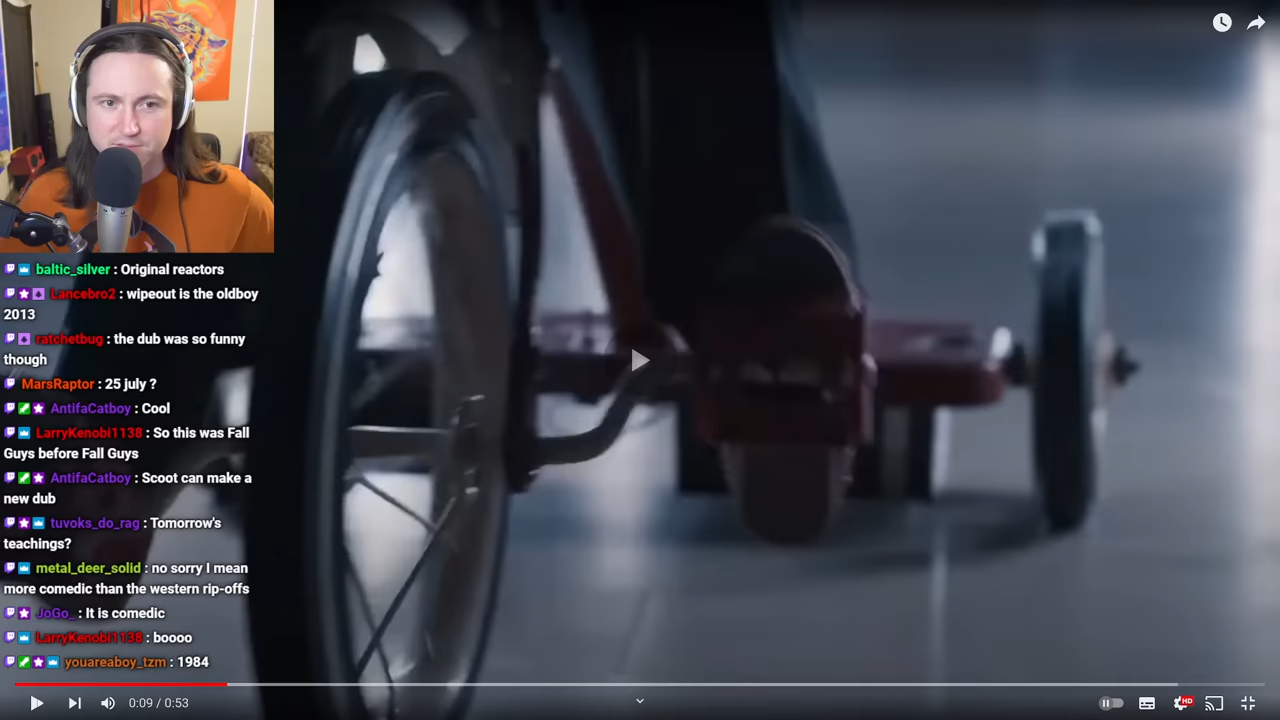 baltic_silver : Original reactors
Lancebro2 : wipeout is the oldboy
2013
ratchetbug : the dub was so funny
though
MarsRaptor : 25 july ?
AntifaCatboy : Cool
LarryKenobi1138 : So this was Fall
Guys before Fall Guys
AntifaCatboy : Scoot can make a
new dub
tuvoks_do_rag : Tomorrow's
teachings?
metal_deer_solid : no sorry I mean
more comedic than the western rip-offs
JoGo_ : It is comedic
LarryKenobi1138 : boooo
youareaboy_tzm : 1984
0:09 / 0:53
HD